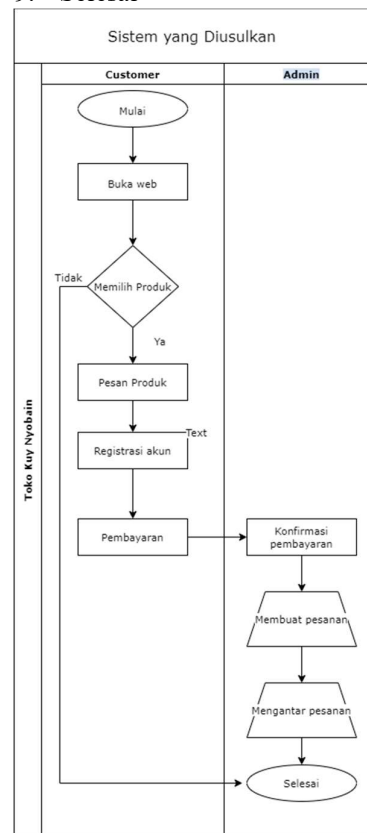 Sistem yang Diusulkan
Customer
Admin
Toko Kuy Nyobain
Mulai
Buka web
Memilih Produk
Tidak
Ya
Pesan Produk
Text
Registrasi akun
Pembayaran
Konfirmasi
pembayaran
Membuat pesanan
Mengantar pesanan
Selesai